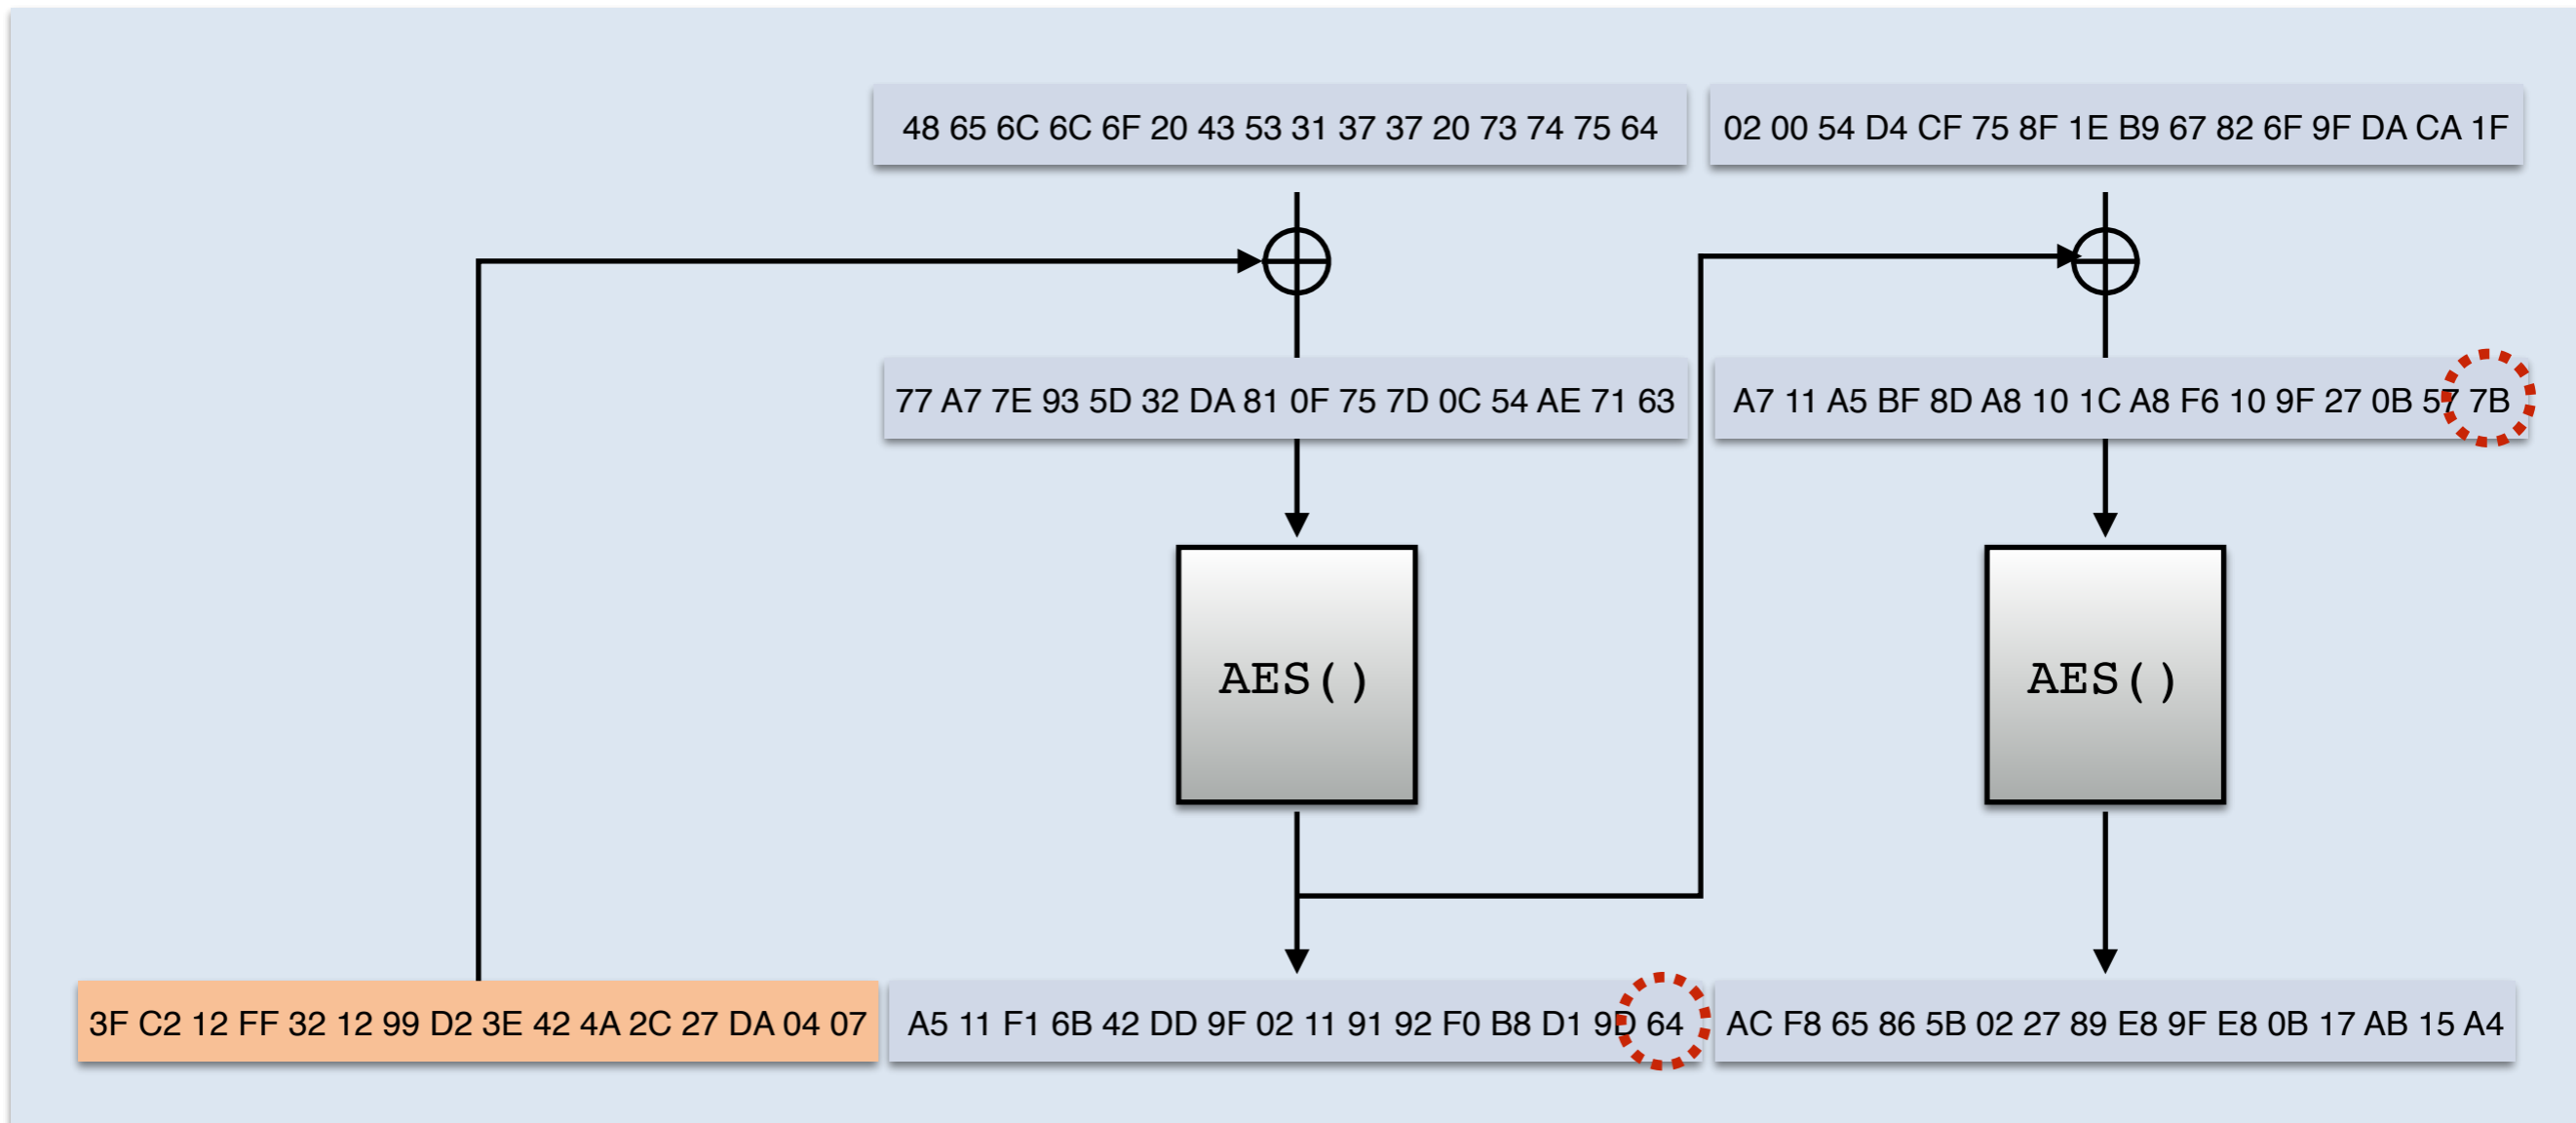 48 65 6C 6C 6F 20 43 53 31 37 37 20 73 74 75 64
02 00 54 D4 CF 75 8F 1E B9 67 82 6F 9F DA CA 1F
77 A7 7E 93 5D 32 DA 81 0F 75 7D 0C 54 AE 71 63
A7 11 A5 BF 8D A8 10 1C A8 F6 10 9F 27 0B 57 7B
AES()
AES()
3F C2 12 FF 32 12 99 D2 3E 42 4A 2C 27 DA 04 07
A5 11 F1 6B 42 DD 9F 02 11 91 92 F0 B8 D1 9D 64
AC F8 65 86 5B 02 27 89 E8 9F E8 0B 17 AB 15 A4